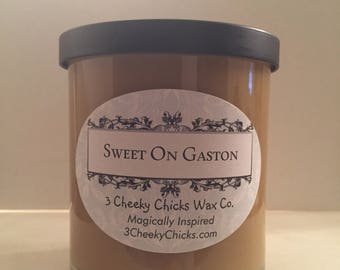 Sweet On Gaston
3 Cheeky Chicks Wax Co.
Magically Inspired
3CheekyChicks.com